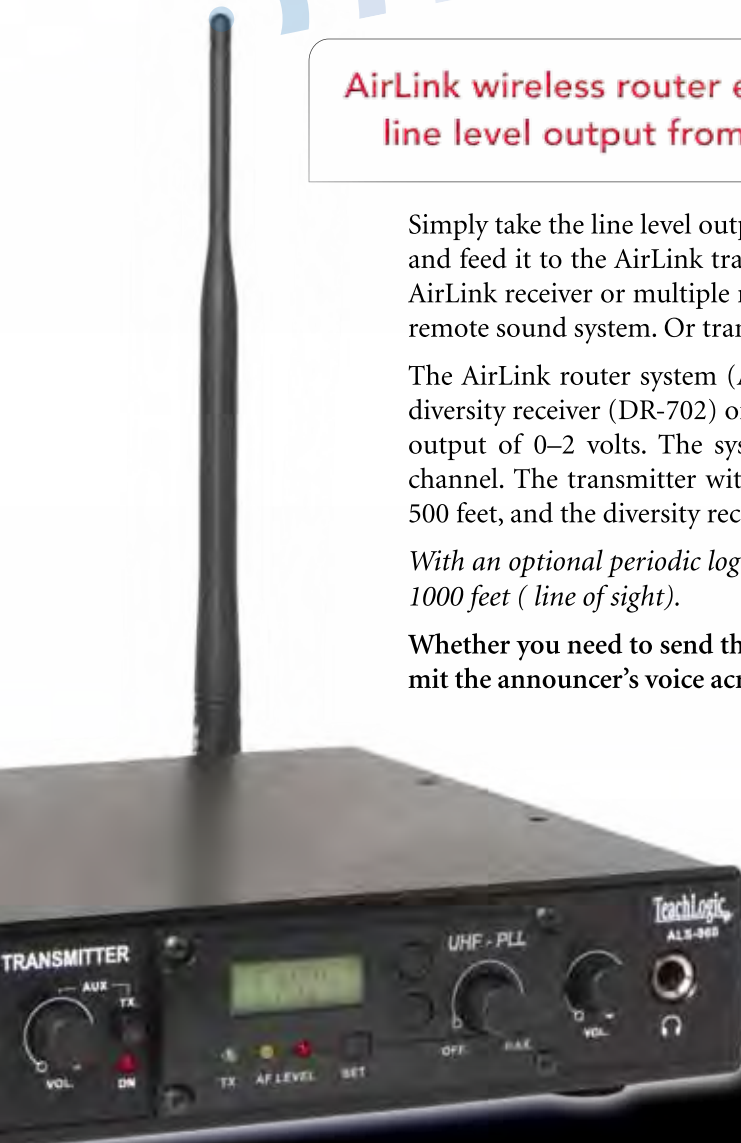 AirLink wireless router e
line level output from
Simply take the line level outp
and feed it to the AirLink tra
AirLink receiver or multiple r
remote sound system. Or tran
The AirLink router system (A
diversity receiver (DR-702) o
output of 0–2 volts. The sys
channel. The transmitter wit
500 feet, and the diversity rec
With an optional periodic log
1000 feet ( line of sight).
Whether you need to send th
mit the announcer’s voice acr
TeachLogic
ALS-960
TRANSMITTER
UHF - PLL
AUX
TX
VOL.
ON
TX AF LEVEL SET
OFF
MAX
VOL.